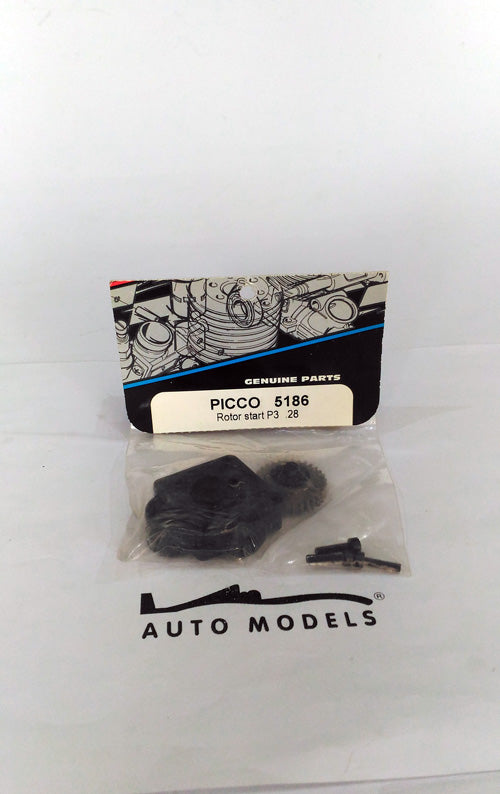 GENUINE PARTS
PICCO 5186
Rotor start P3 .28
®
AUTO MODELS